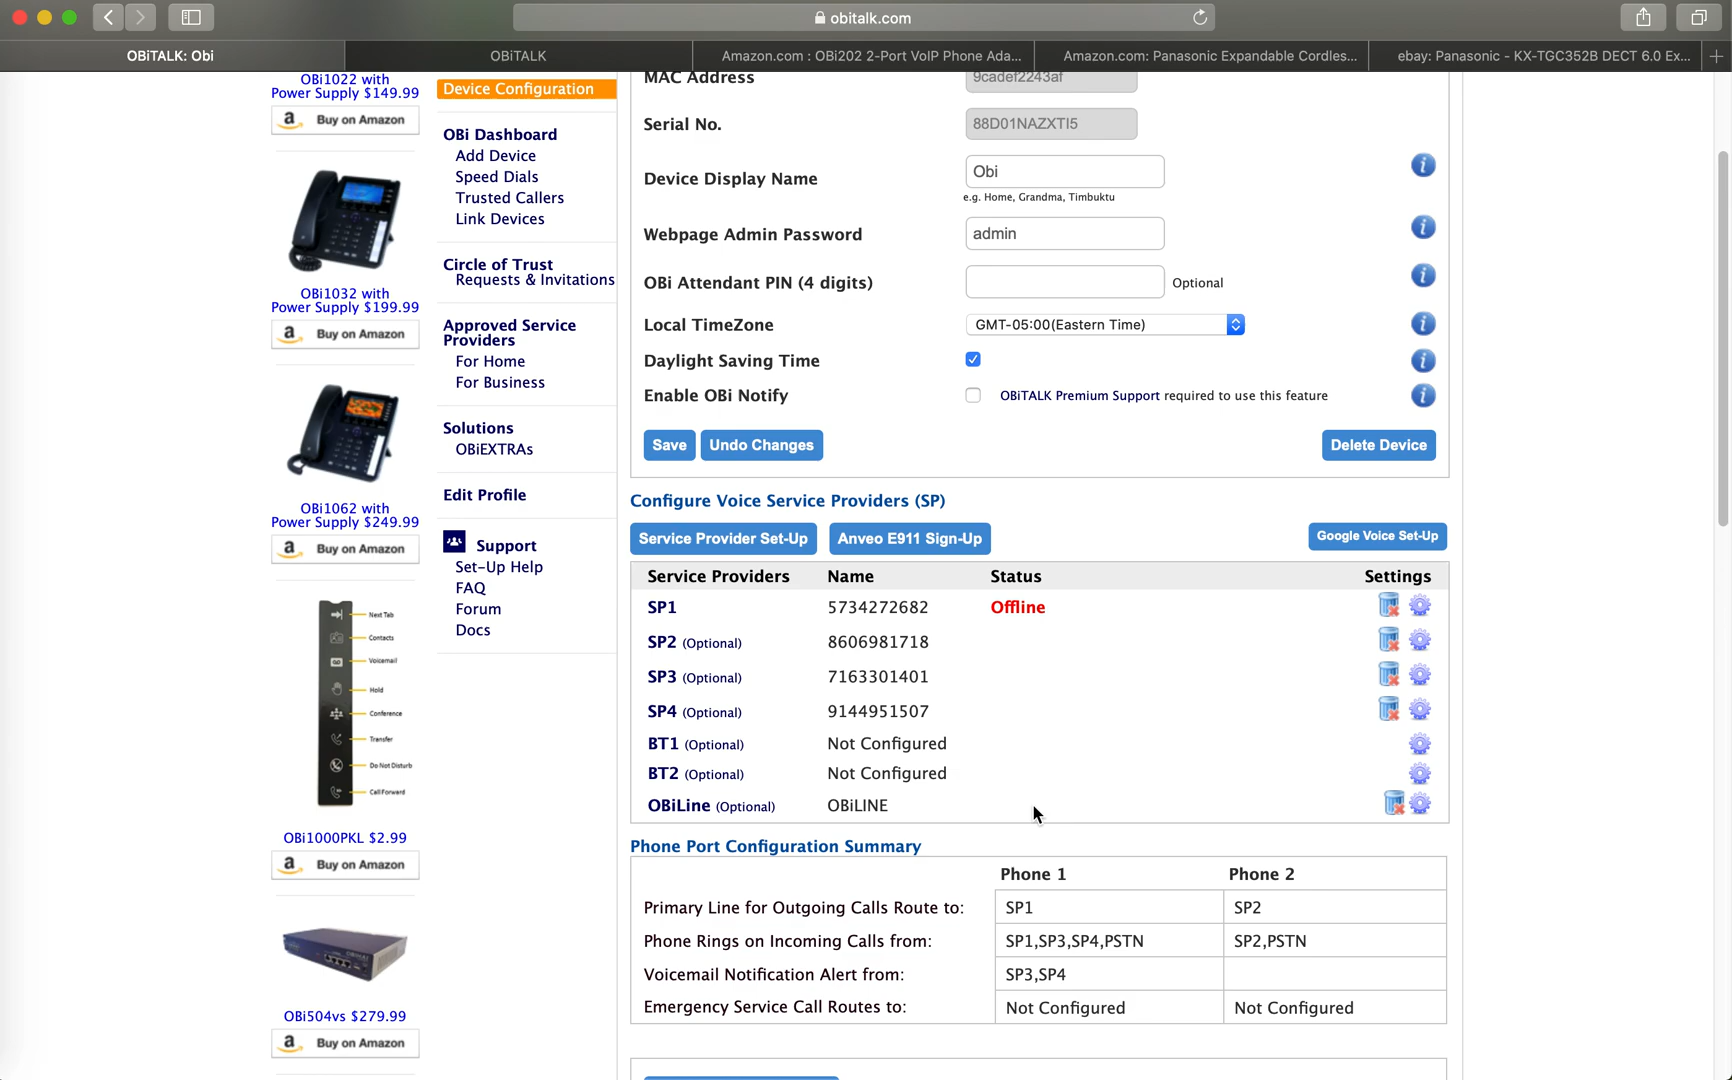 obitalk.com
OBiTALK: Obi
OBiTALK
Amazon.com : OBi202 2-Port VoIP Phone Ada...
Amazon.com: Panasonic Expandable Cordles...
ebay: Panasonic - KX-TGC352B DECT 6.0 Ex...
OBi1022 with
Power Supply $149.99
Buy on Amazon
OBi1032 with
Power Supply $199.99
Buy on Amazon
OBi1062 with
Power Supply $249.99
Buy on Amazon
Next Tab
Contacts
Voicemail
Hold
Conference
Transfer
Do Not Disturb
Call Forward
OBi1000PKL $2.99
Buy on Amazon
OBi504vs $279.99
Buy on Amazon
Device Configuration
OBi Dashboard
Add Device
Speed Dials
Trusted Callers
Link Devices
Circle of Trust
Requests & Invitations
Approved Service
Providers
For Home
For Business
Solutions
OBiEXTRAs
Edit Profile
Support
Set-Up Help
FAQ
Forum
Docs
MAC Address 9cadef2243af
Serial No. 88D01NAZXTI5
Device Display Name Obi
e.g. Home, Grandma, Timbuktu
Webpage Admin Password admin
OBi Attendant PIN (4 digits) Optional
Local TimeZone GMT-05:00(Eastern Time)
Daylight Saving Time
Enable OBi Notify OBiTALK Premium Support required to use this feature
Save Undo Changes Delete Device
Configure Voice Service Providers (SP)
Service Provider Set-Up Anveo E911 Sign-Up Google Voice Set-Up
Service Providers Name Status Settings
SP1 5734272682 Offline
SP2 (Optional) 8606981718
SP3 (Optional) 7163301401
SP4 (Optional) 9144951507
BT1 (Optional) Not Configured
BT2 (Optional) Not Configured
OBiLine (Optional) OBiLINE
Phone Port Configuration Summary
Phone 1 Phone 2
Primary Line for Outgoing Calls Route to: SP1 SP2
Phone Rings on Incoming Calls from: SP1,SP3,SP4,PSTN SP2,PSTN
Voicemail Notification Alert from: SP3,SP4
Emergency Service Call Routes to: Not Configured Not Configured